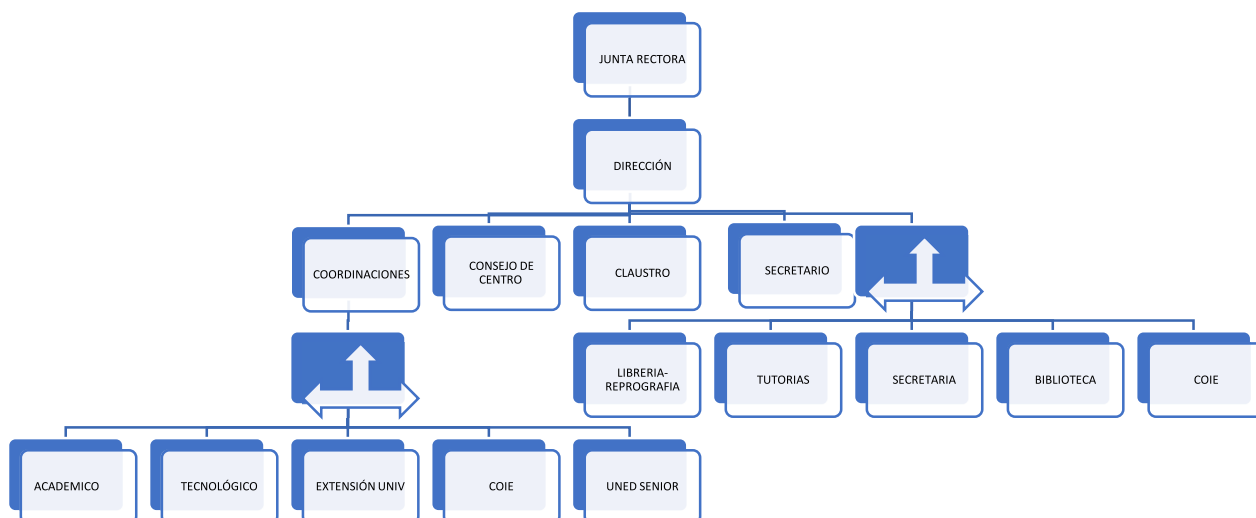 JUNTA RECTORA
DIRECCIÓN
COORDINACIONES
CONSEJO DE
CENTRO
CLAUSTRO
SECRETARIO
LIBRERIA-
REPROGRAFIA
TUTORIAS
SECRETARIA
BIBLIOTECA
COIE
ACADEMICO
TECNOLÓGICO
EXTENSIÓN UNIV
COIE
UNED SENIOR